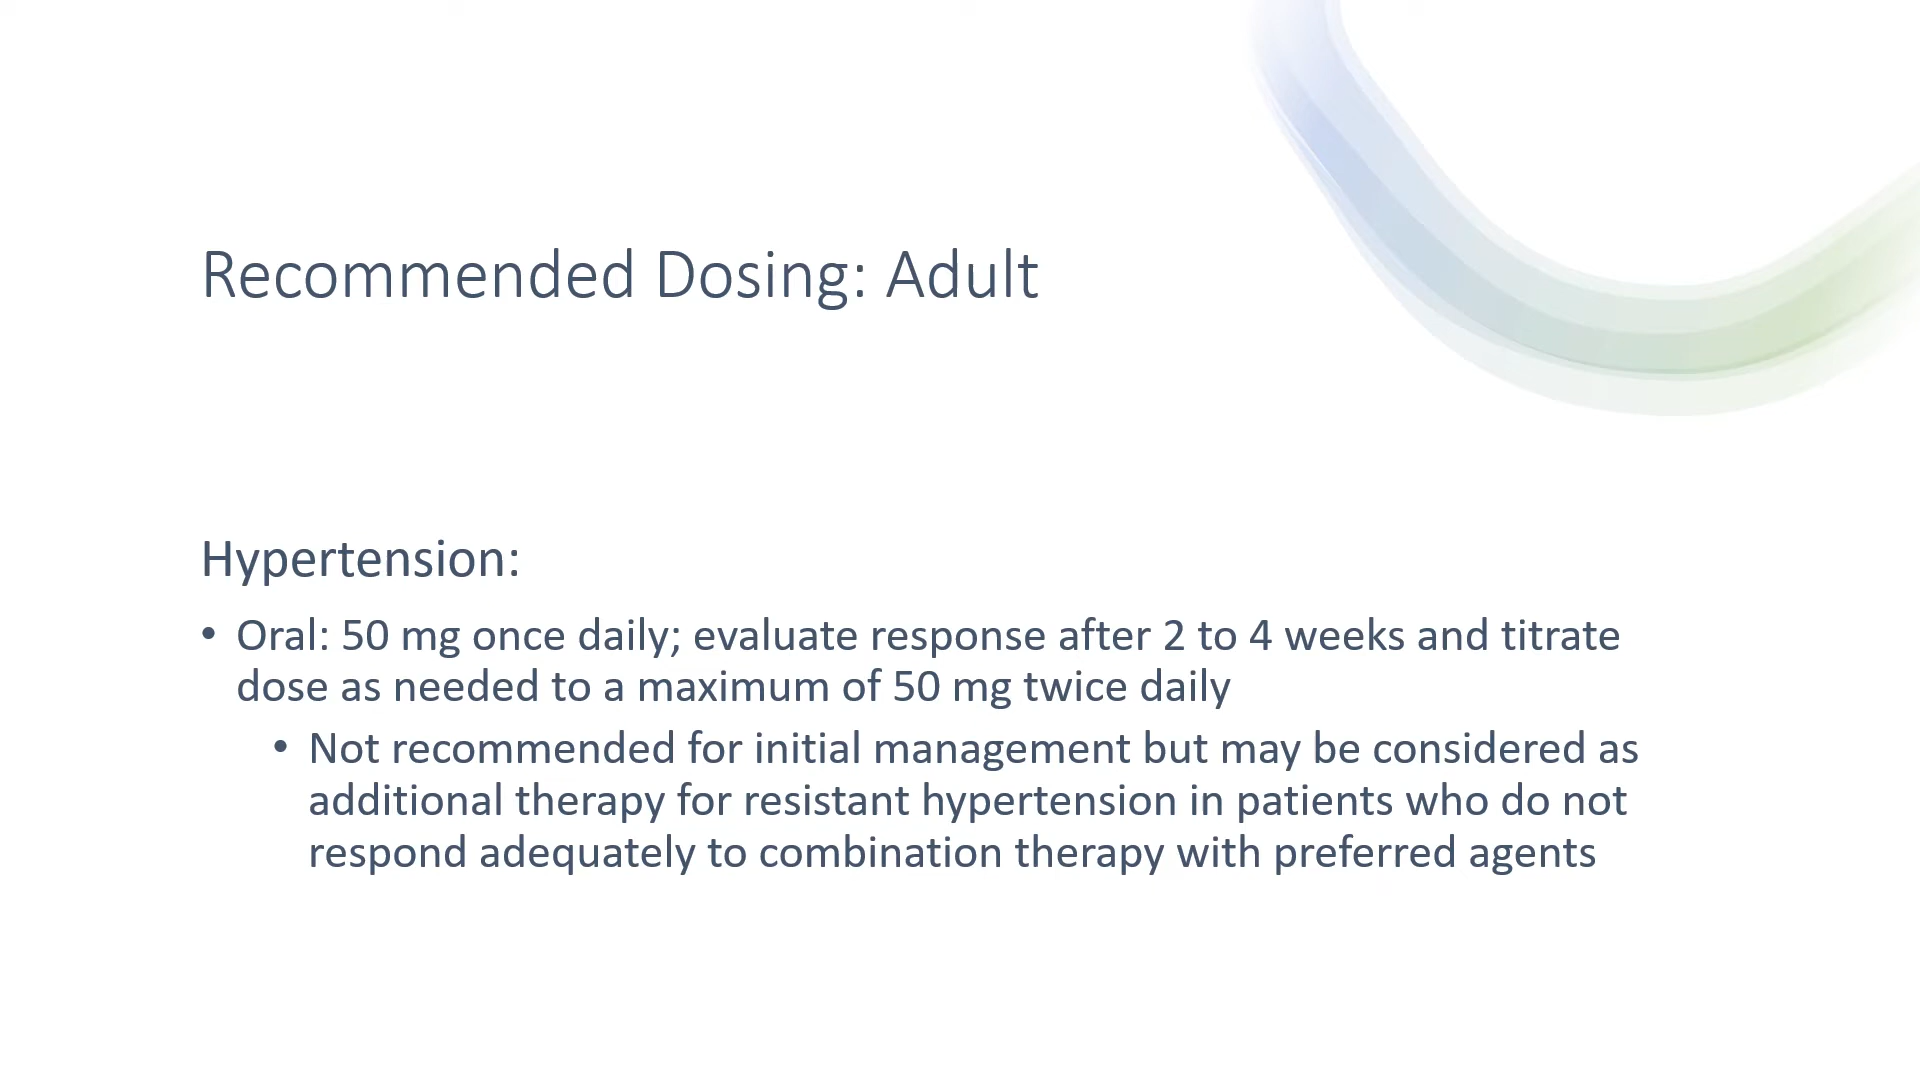 Recommended Dosing: Adult
Hypertension:
• Oral: 50 mg once daily; evaluate response after 2 to 4 weeks and titrate
dose as needed to a maximum of 50 mg twice daily
• Not recommended for initial management but may be considered as
additional therapy for resistant hypertension in patients who do not
respond adequately to combination therapy with preferred agents